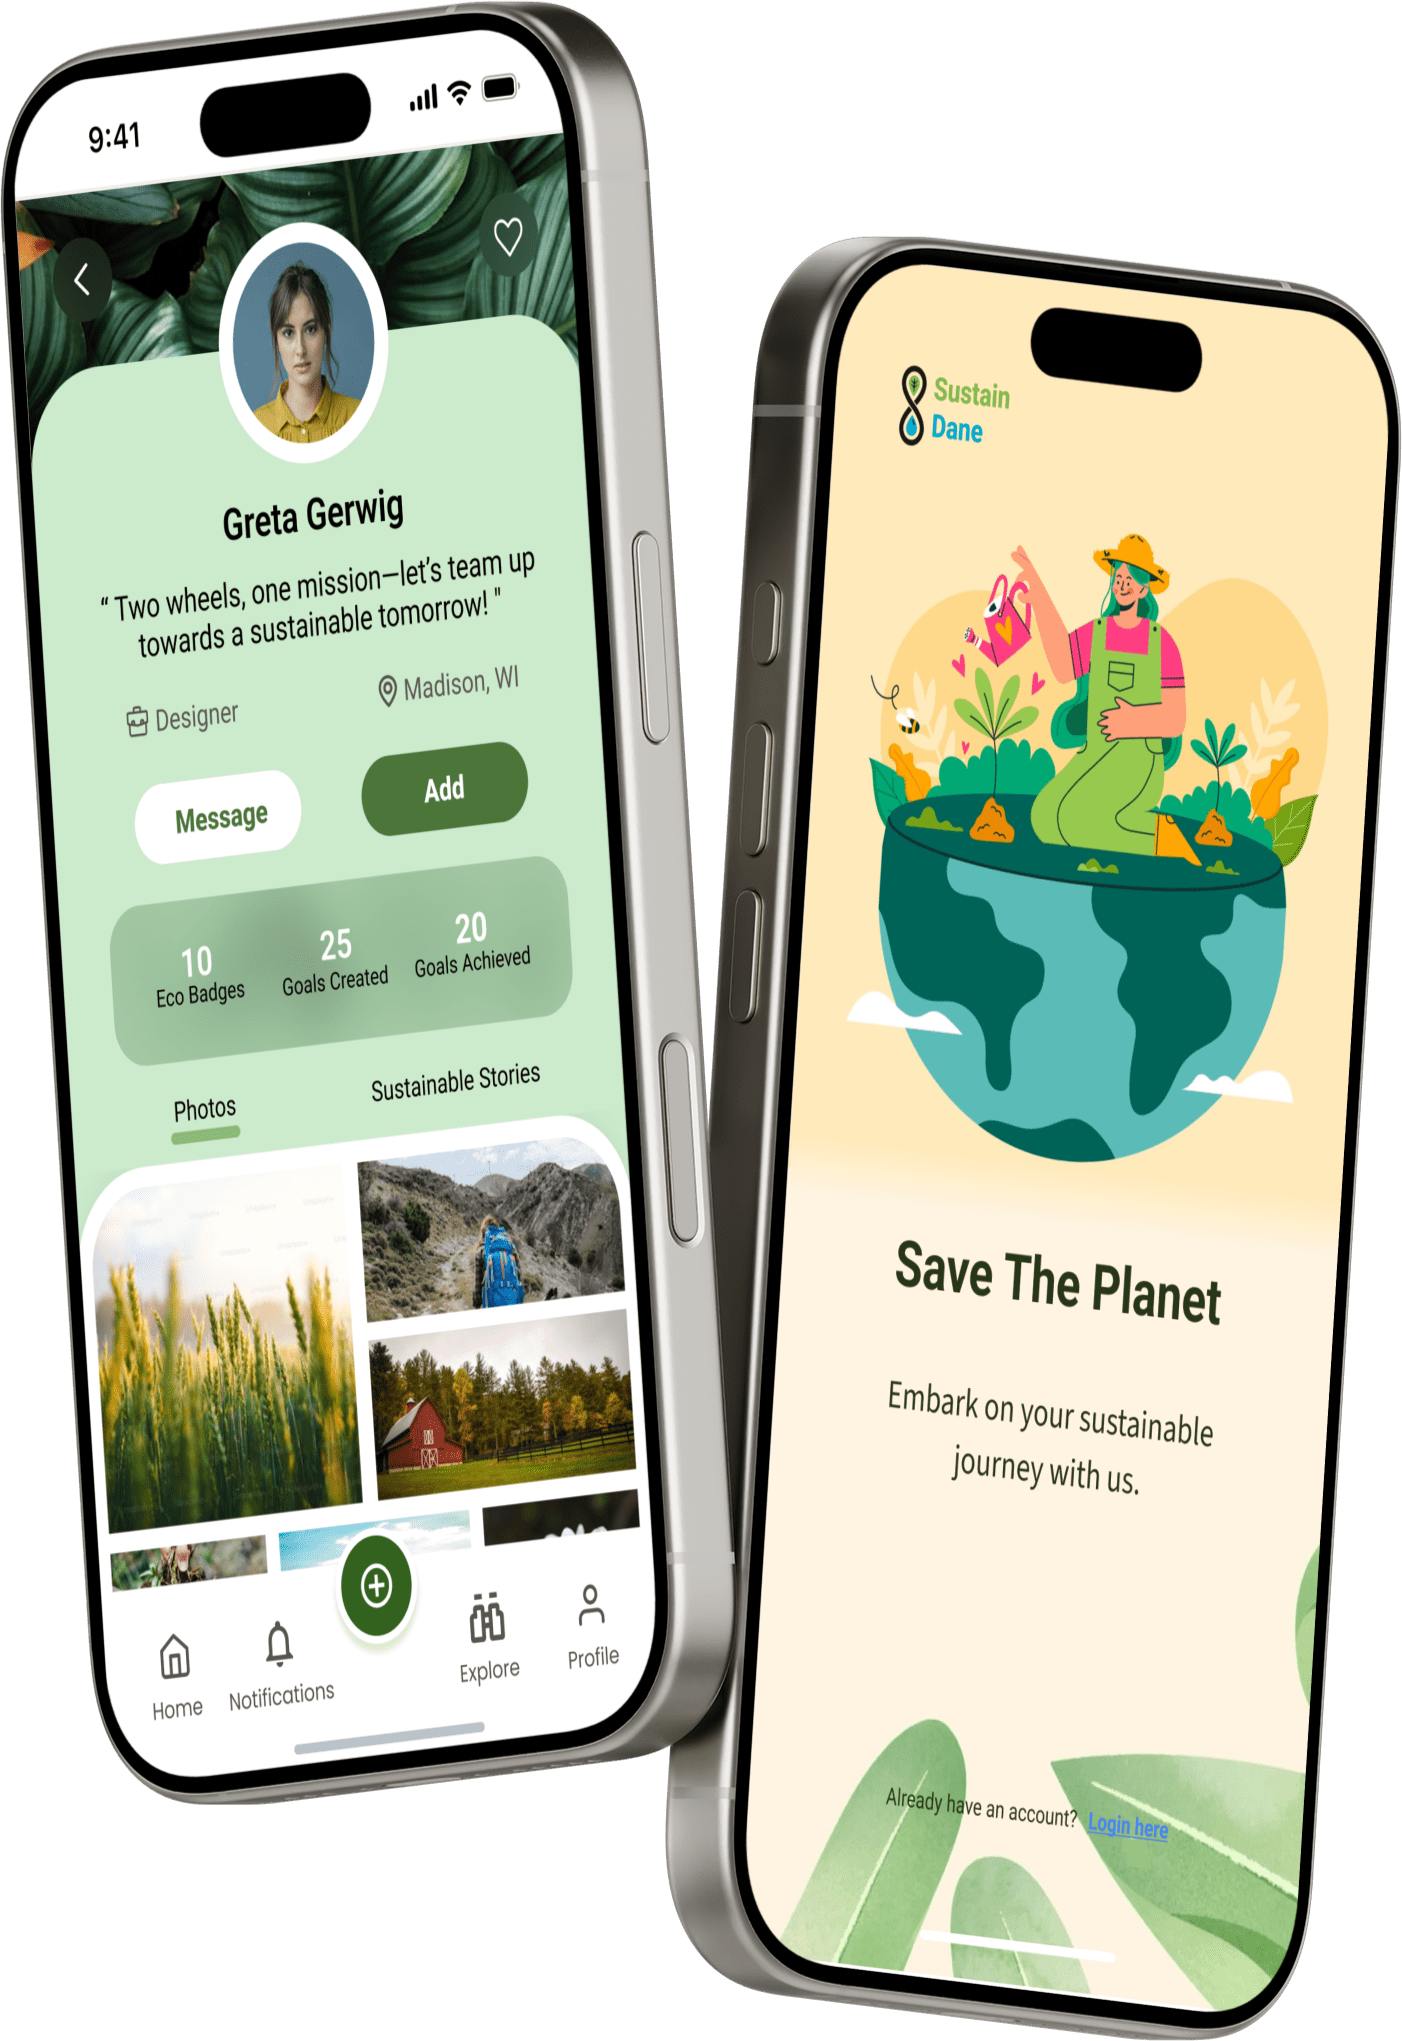 9:41
Greta Gerwig
“ Two wheels, one mission—let’s team up
towards a sustainable tomorrow! "
Designer
Madison, WI
Message
Add
10
Eco Badges
25
Goals Created
20
Goals Achieved
Photos
Sustainable Stories
Home
Notifications
Explore
Profile
Sustain
Dane
Save The Planet
Embark on your sustainable
journey with us.
Already have an account? Login here